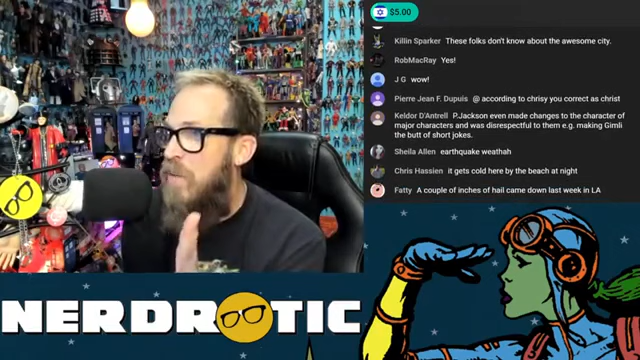 $5.00
Killin Sparker These folks don't know about the awesome city.
RobMacRay Yes!
J G wow!
Pierre Jean F. Dupuis @ according to chrisy you correct as christ
Keldor D'Antrell P.Jackson even made changes to the character of
major characters and was disrespectful to them e.g. making Gimli
the butt of short jokes.
Sheila Allen earthquake weathah
Chris Hassien it gets cold here by the beach at night
Fatty A couple of inches of hail came down last week in LA
NERDROTIC